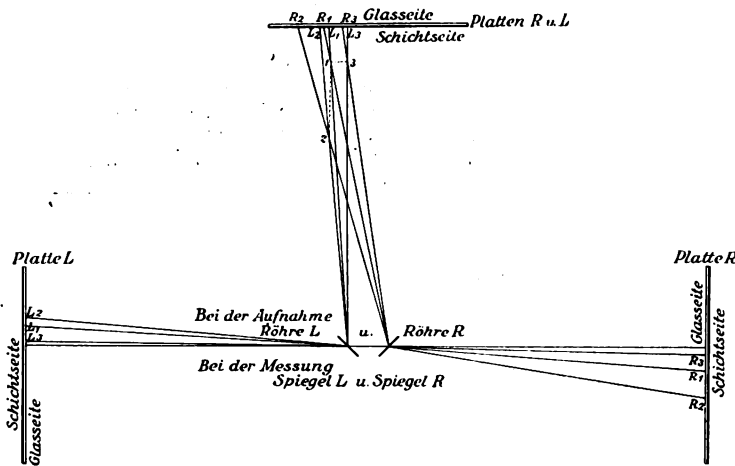 R2 R1 R3 Glasseite
L2 L1 L3 Schichtseite
Platten R u. L
1 3
2
Platte L
Platte R
L2
L1
L3
Schichtseite
Glasseite
Bei der Aufnahme
Röhre L u. Röhre R
Bei der Messung
Spiegel L u. Spiegel R
Glasseite
Schichtseite
R3
R1
R2